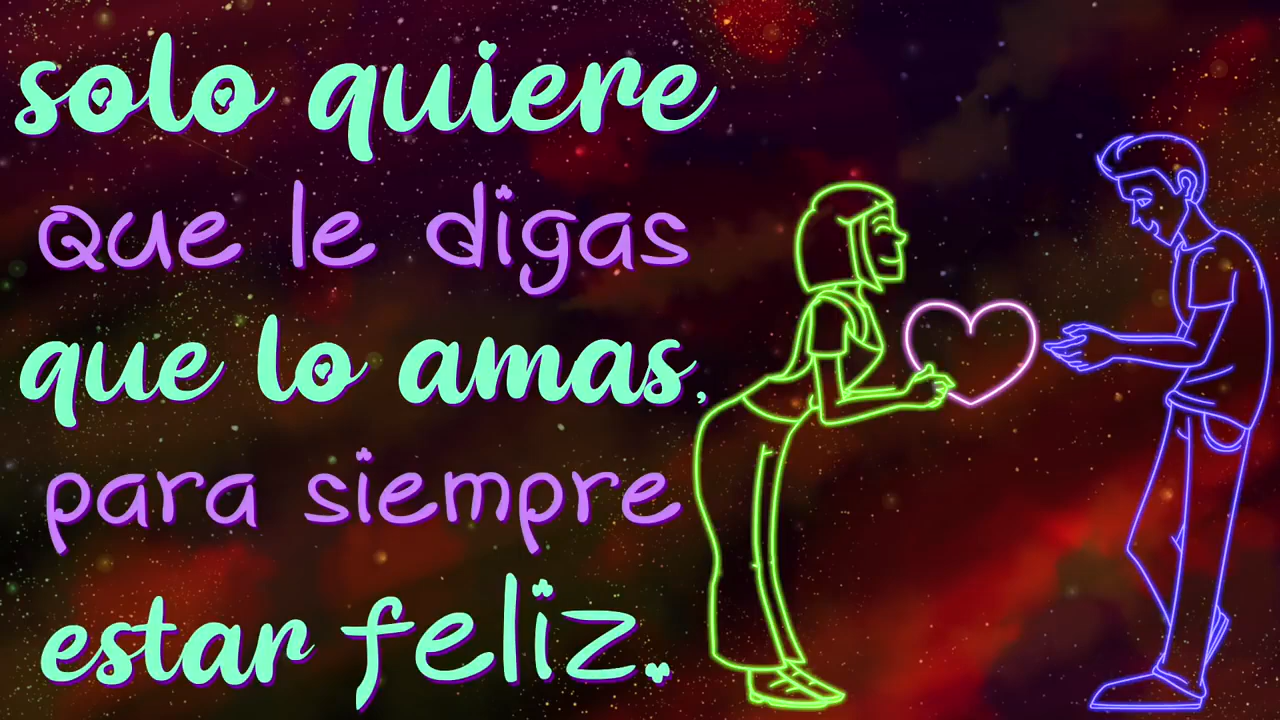 solo quiere
que le digas
que lo amas,
para siempre
estar feliz.